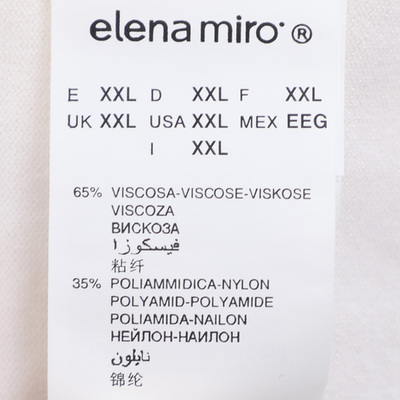 elena miro ®
E XXL D XXL F XXL
UK XXL USA XXL MEX EEG
I XXL
65% VISCOSA-VISCOSE-VISKOSE
VISCOZA
ВИСКОЗА
فيسكوزا
粘纤
35% POLIAMMIDICA-NYLON
POLYAMID-POLYAMIDE
POLIAMIDA-NAILON
НЕЙЛОН-НАИЛОН
نايلون
锦纶